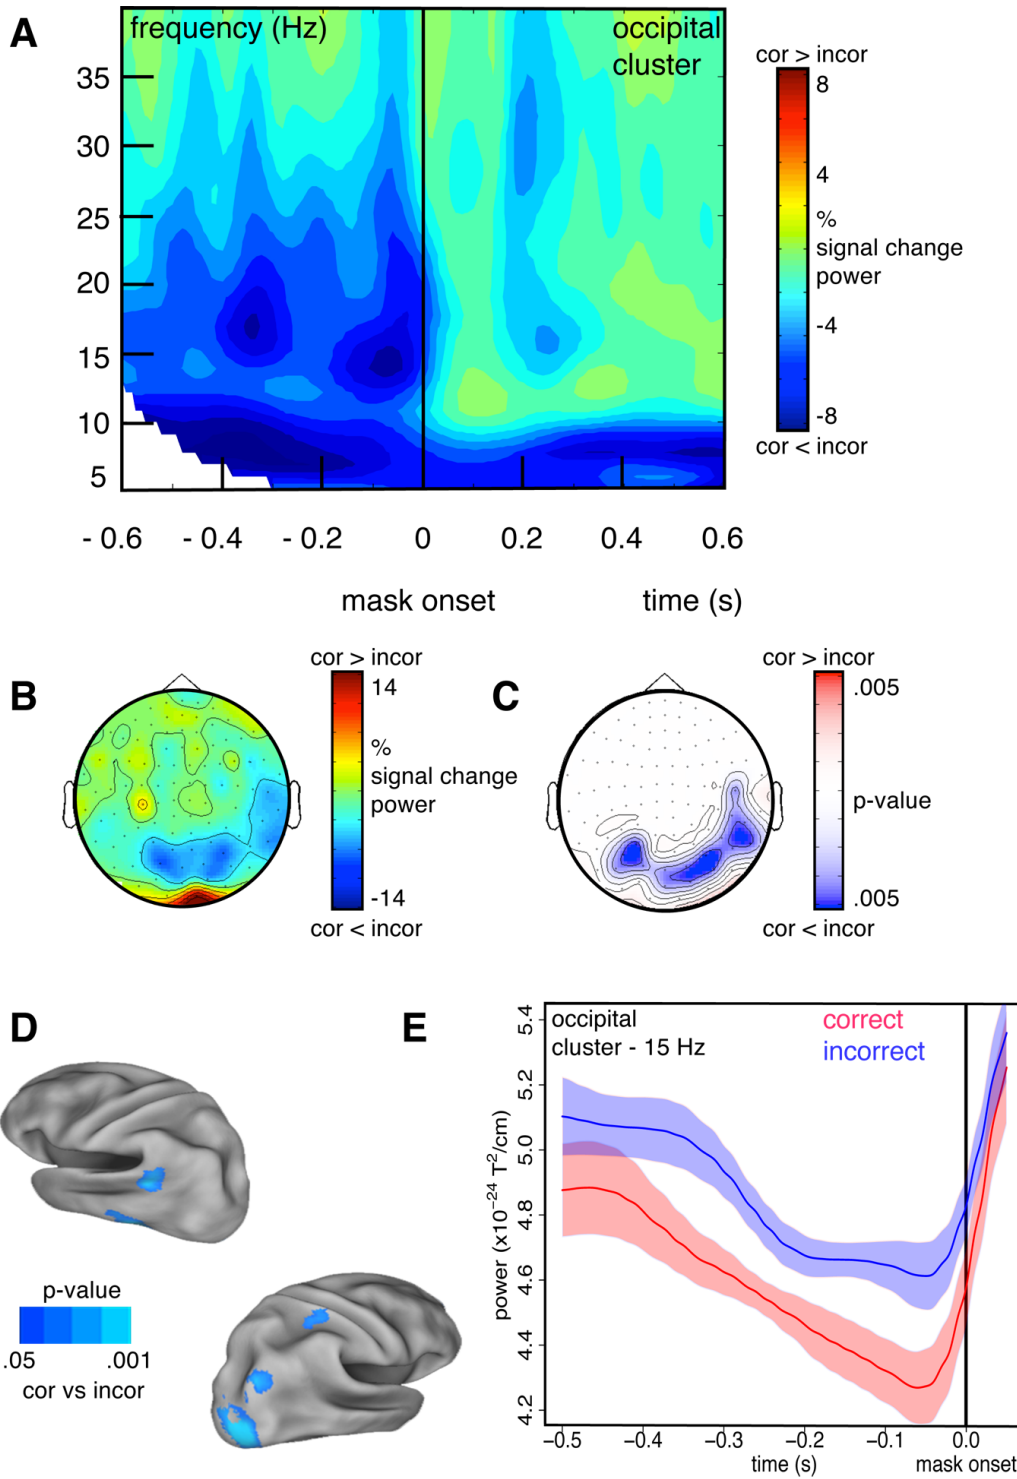 A
frequency (Hz)
occipital
cluster
35
30
25
20
15
10
5
- 0.6
- 0.4
- 0.2
0
0.2
0.4
0.6
mask onset
time (s)
cor > incor
8
4
%
signal change
power
-4
-8
cor < incor
B
cor > incor
14
%
signal change
power
-14
cor < incor
C
cor > incor
.005
p-value
.005
cor < incor
D
p-value
.05
.001
cor vs incor
E
occipital
cluster - 15 Hz
correct
incorrect
power (x10⁻²⁴ T²/cm)
5.4
5.2
5.0
4.8
4.6
4.4
4.2
−0.5
−0.4
−0.3
−0.2
−0.1
0.0
time (s)
mask onset